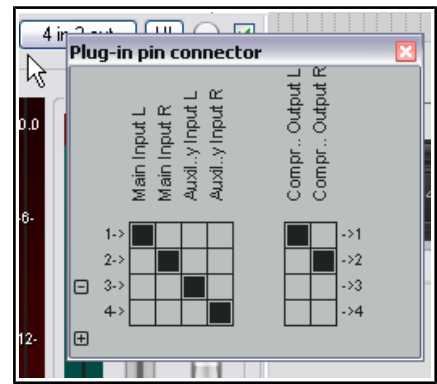 4 in 2 out UI
Plug-in pin connector
Main Input L
Main Input R
Auxil..y Input L
Auxil..y Input R
Compr.. Output L
Compr.. Output R
0.0
-6-
12-
1->
->1
2->
->2
3->
->3
4->
->4